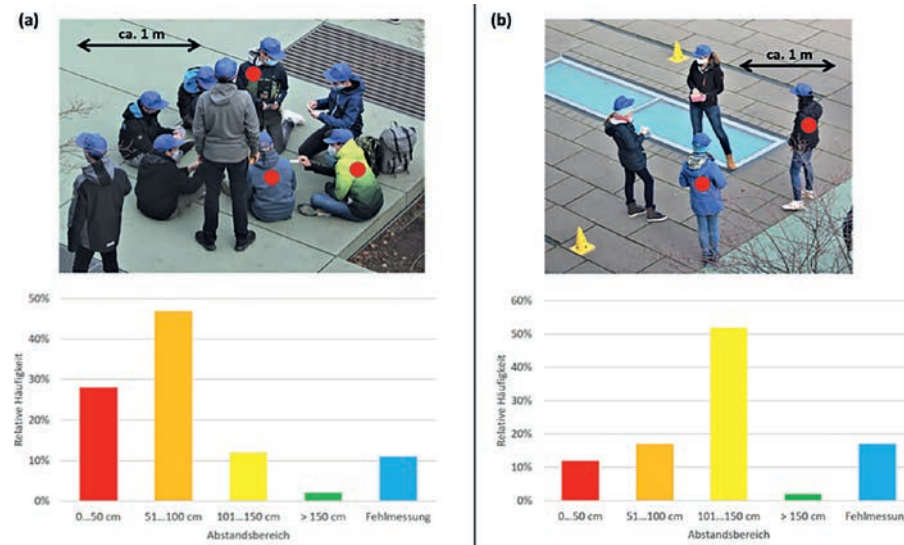 (a)
ca. 1 m
50%
40%
30%
20%
10%
0%
Relative Häufigkeit
0...50 cm
51...100 cm
101...150 cm
> 150 cm
Fehlmessung
Abstandsbereich
(b)
ca. 1 m
60%
50%
40%
30%
20%
10%
0%
Relative Häufigkeit
0...50 cm
51...100 cm
101...150 cm
> 150 cm
Fehlmessung
Abstandsbereich